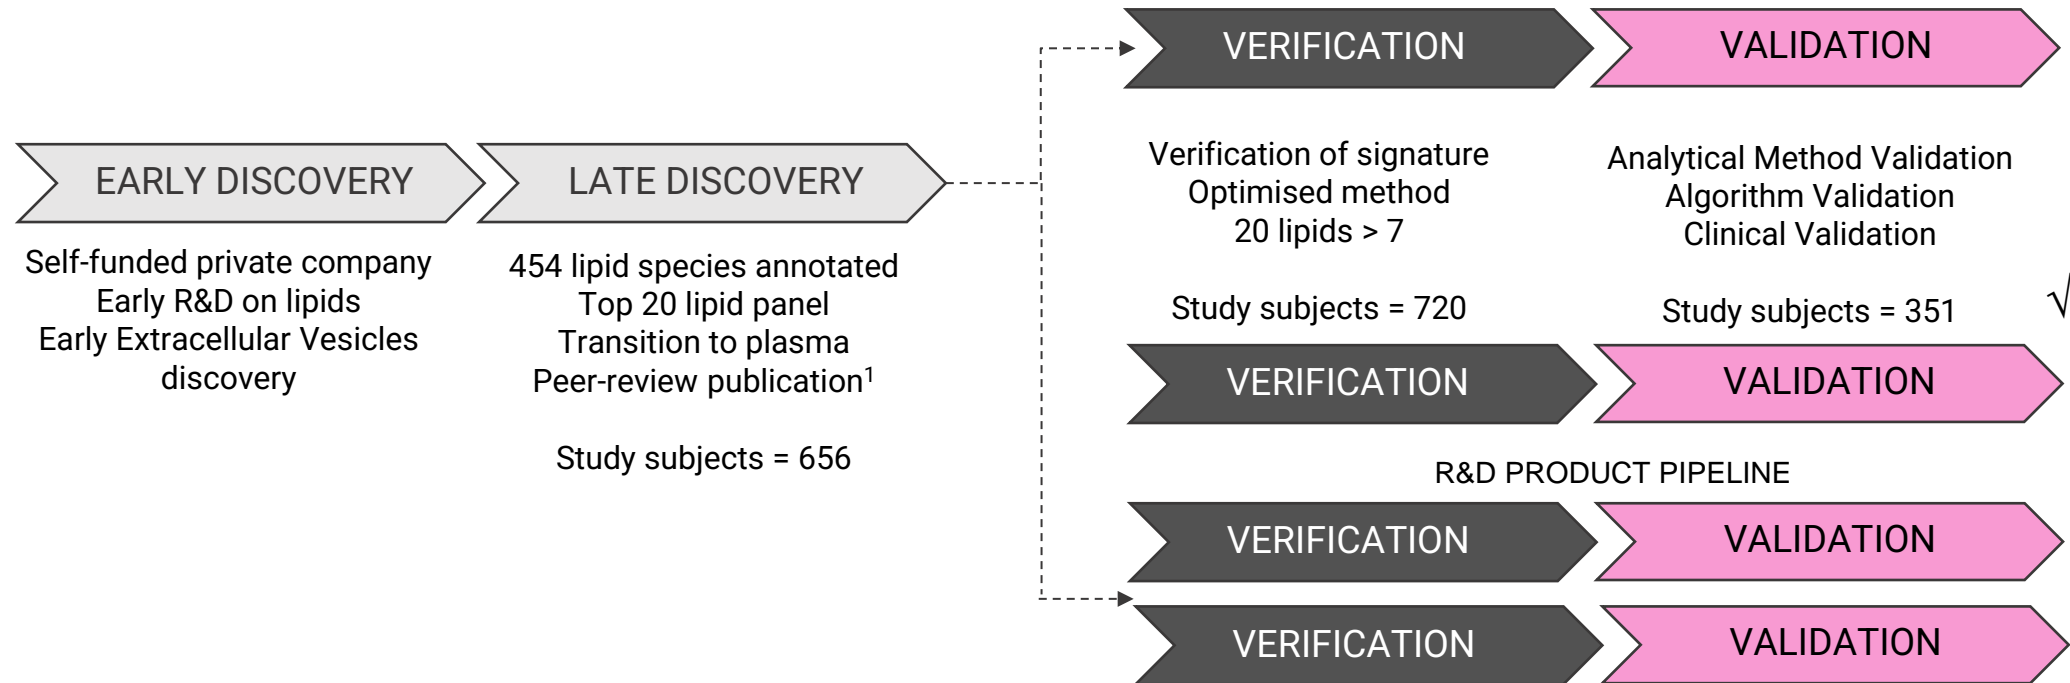 VERIFICATION
VALIDATION
EARLY DISCOVERY
LATE DISCOVERY
Self-funded private company
Early R&D on lipids
Early Extracellular Vesicles
discovery
454 lipid species annotated
Top 20 lipid panel
Transition to plasma
Peer-review publication¹
Study subjects = 656
Verification of signature
Optimised method
20 lipids > 7
Study subjects = 720
Analytical Method Validation
Algorithm Validation
Clinical Validation
Study subjects = 351
√
VERIFICATION
VALIDATION
R&D PRODUCT PIPELINE
VERIFICATION
VALIDATION
VERIFICATION
VALIDATION